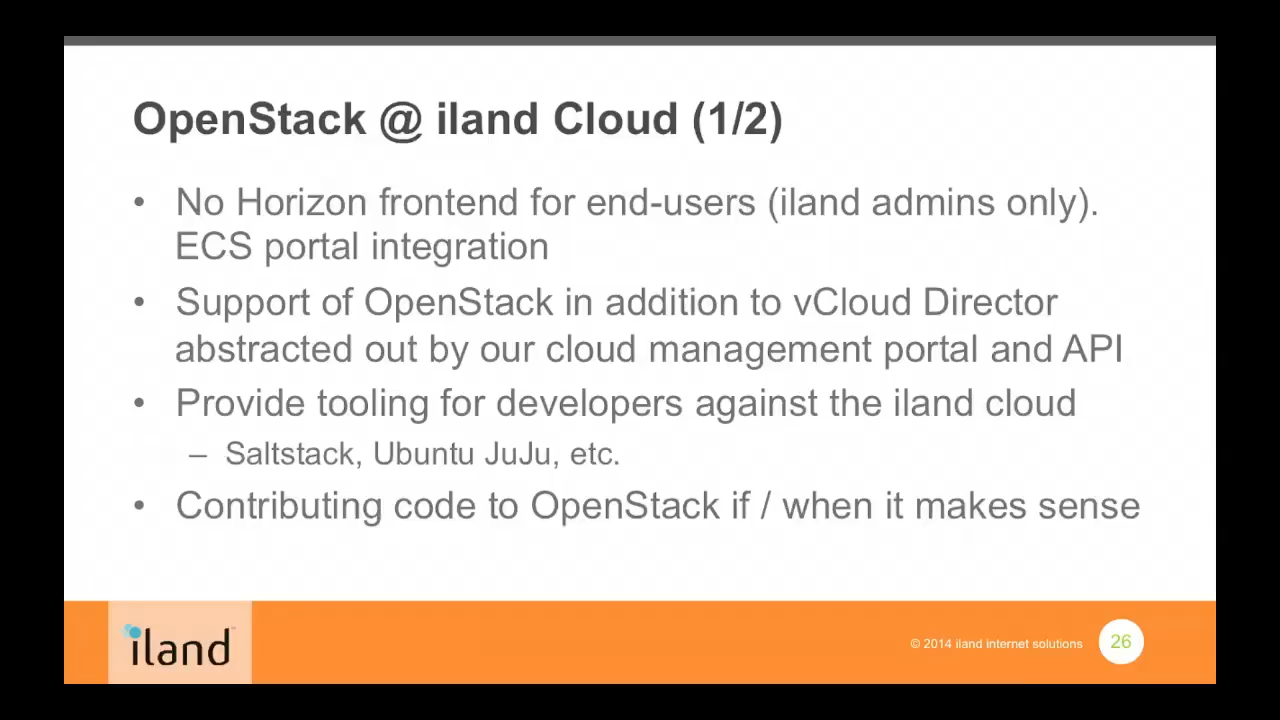 OpenStack @ iland Cloud (1/2)
• No Horizon frontend for end-users (iland admins only).
ECS portal integration
• Support of OpenStack in addition to vCloud Director
abstracted out by our cloud management portal and API
• Provide tooling for developers against the iland cloud
– Saltstack, Ubuntu JuJu, etc.
• Contributing code to OpenStack if / when it makes sense
iland
© 2014 iland internet solutions
26